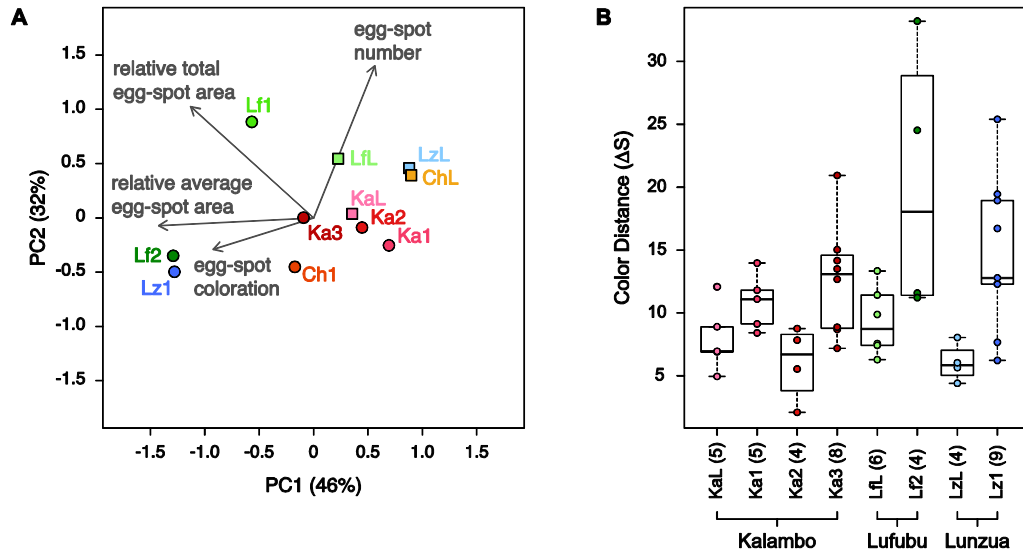 A
egg-spot
number
relative total
egg-spot area
Lf1
LfL
LzL
ChL
relative average
egg-spot area
KaL
Ka2
Ka3
Ka1
Lf2
Lz1
egg-spot
coloration
Ch1
PC2 (32%)
1.5
1.0
0.5
0
-0.5
-1.0
-1.5
-1.5
-1.0
-0.5
0
0.5
1.0
1.5
PC1 (46%)
B
Color Distance (ΔS)
30
25
20
15
10
5
KaL (5)
Ka1 (5)
Ka2 (4)
Ka3 (8)
LfL (6)
Lf2 (4)
LzL (4)
Lz1 (9)
Kalambo
Lufubu
Lunzua